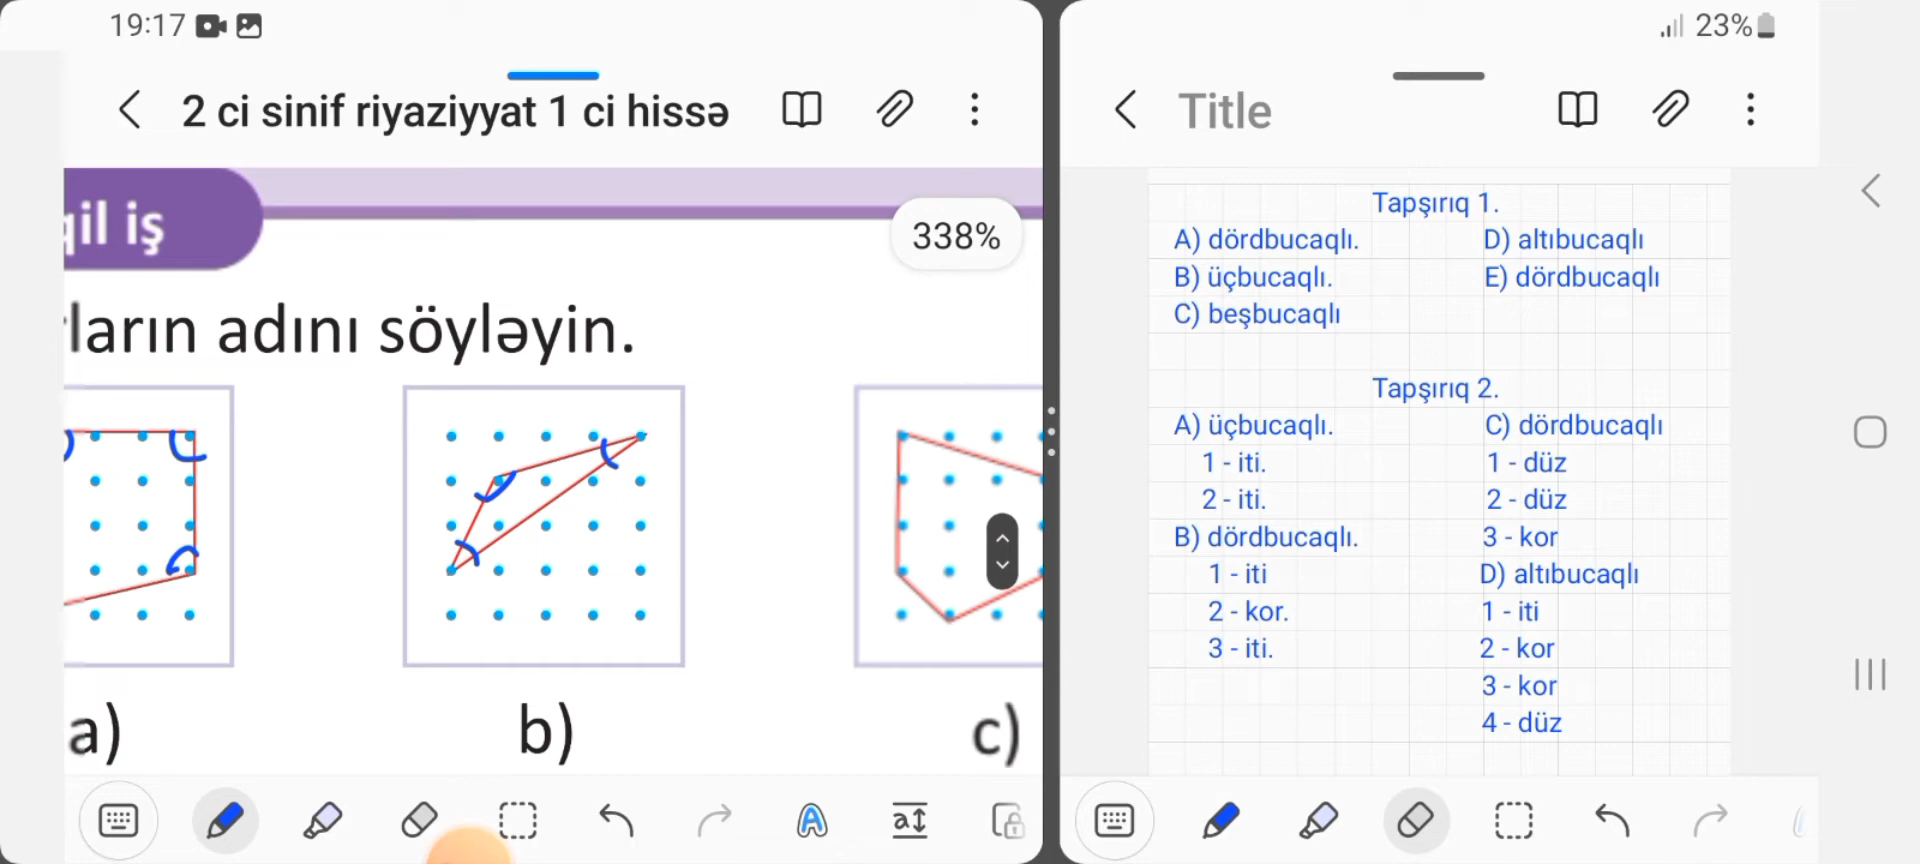 19:17
23%
2 ci sinif riyaziyyat 1 ci hissə
Title
il iş
338%
ların adını söyləyin.
a)
b)
c)
Tapşırıq 1.
A) dördbucaqlı.
D) altıbucaqlı
B) üçbucaqlı.
E) dördbucaqlı
C) beşbucaqlı
Tapşırıq 2.
A) üçbucaqlı.
C) dördbucaqlı
1 - iti.
1 - düz
2 - iti.
2 - düz
B) dördbucaqlı.
3 - kor
1 - iti
D) altıbucaqlı
2 - kor.
1 - iti
3 - iti.
2 - kor
3 - kor
4 - düz